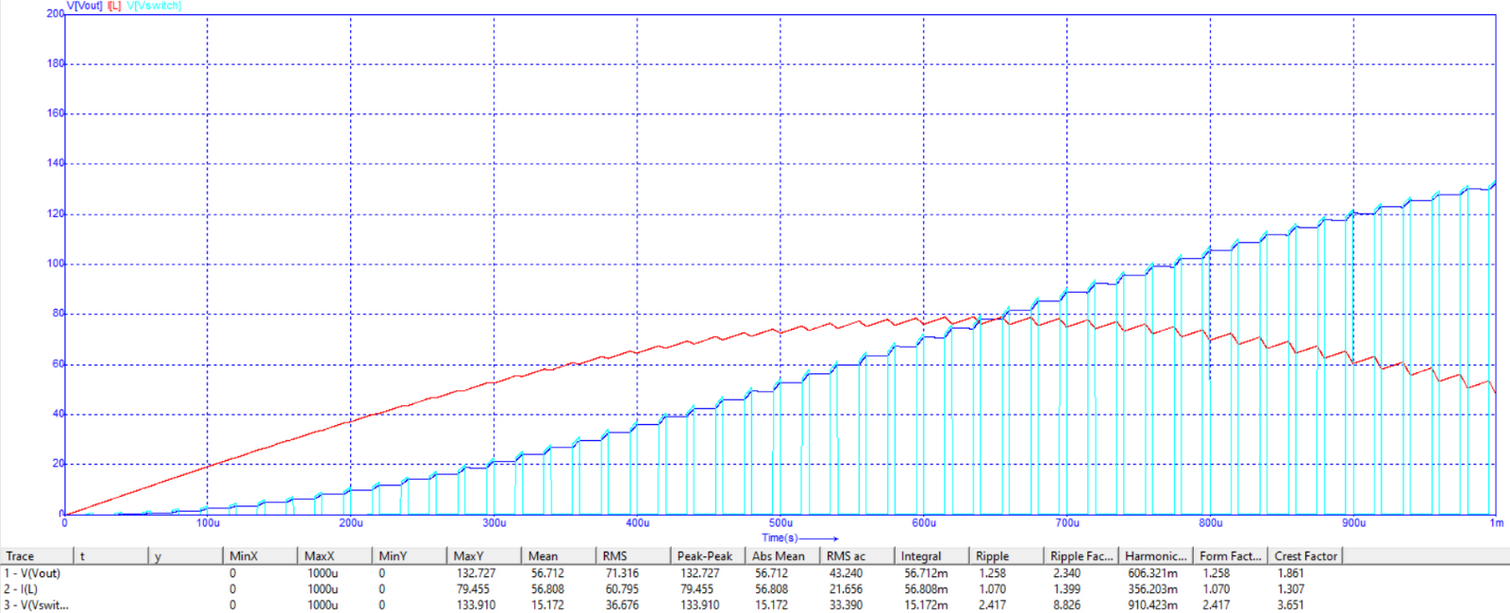 V[Vout] I[L] V[Vswitch]
200
180
160
140
120
100
80
60
40
20
0
0 100u 200u 300u 400u 500u 600u 700u 800u 900u 1m
Time(s)
Trace t y MinX MaxX MinY MaxY Mean RMS Peak-Peak Abs Mean RMS ac Integral Ripple Ripple Fac... Harmonic... Form Fact... Crest Factor
1 - V(Vout) 0 1000u 0 132.727 56.712 71.316 132.727 56.712 43.240 56.712m 1.258 2.340 606.321m 1.258 1.861
2 - I(L) 0 1000u 0 79.455 56.808 60.795 79.455 56.808 21.656 56.808m 1.070 1.399 356.203m 1.070 1.307
3 - V(Vswit... 0 1000u 0 133.910 15.172 36.676 133.910 15.172 33.390 15.172m 2.417 8.826 910.423m 2.417 3.651